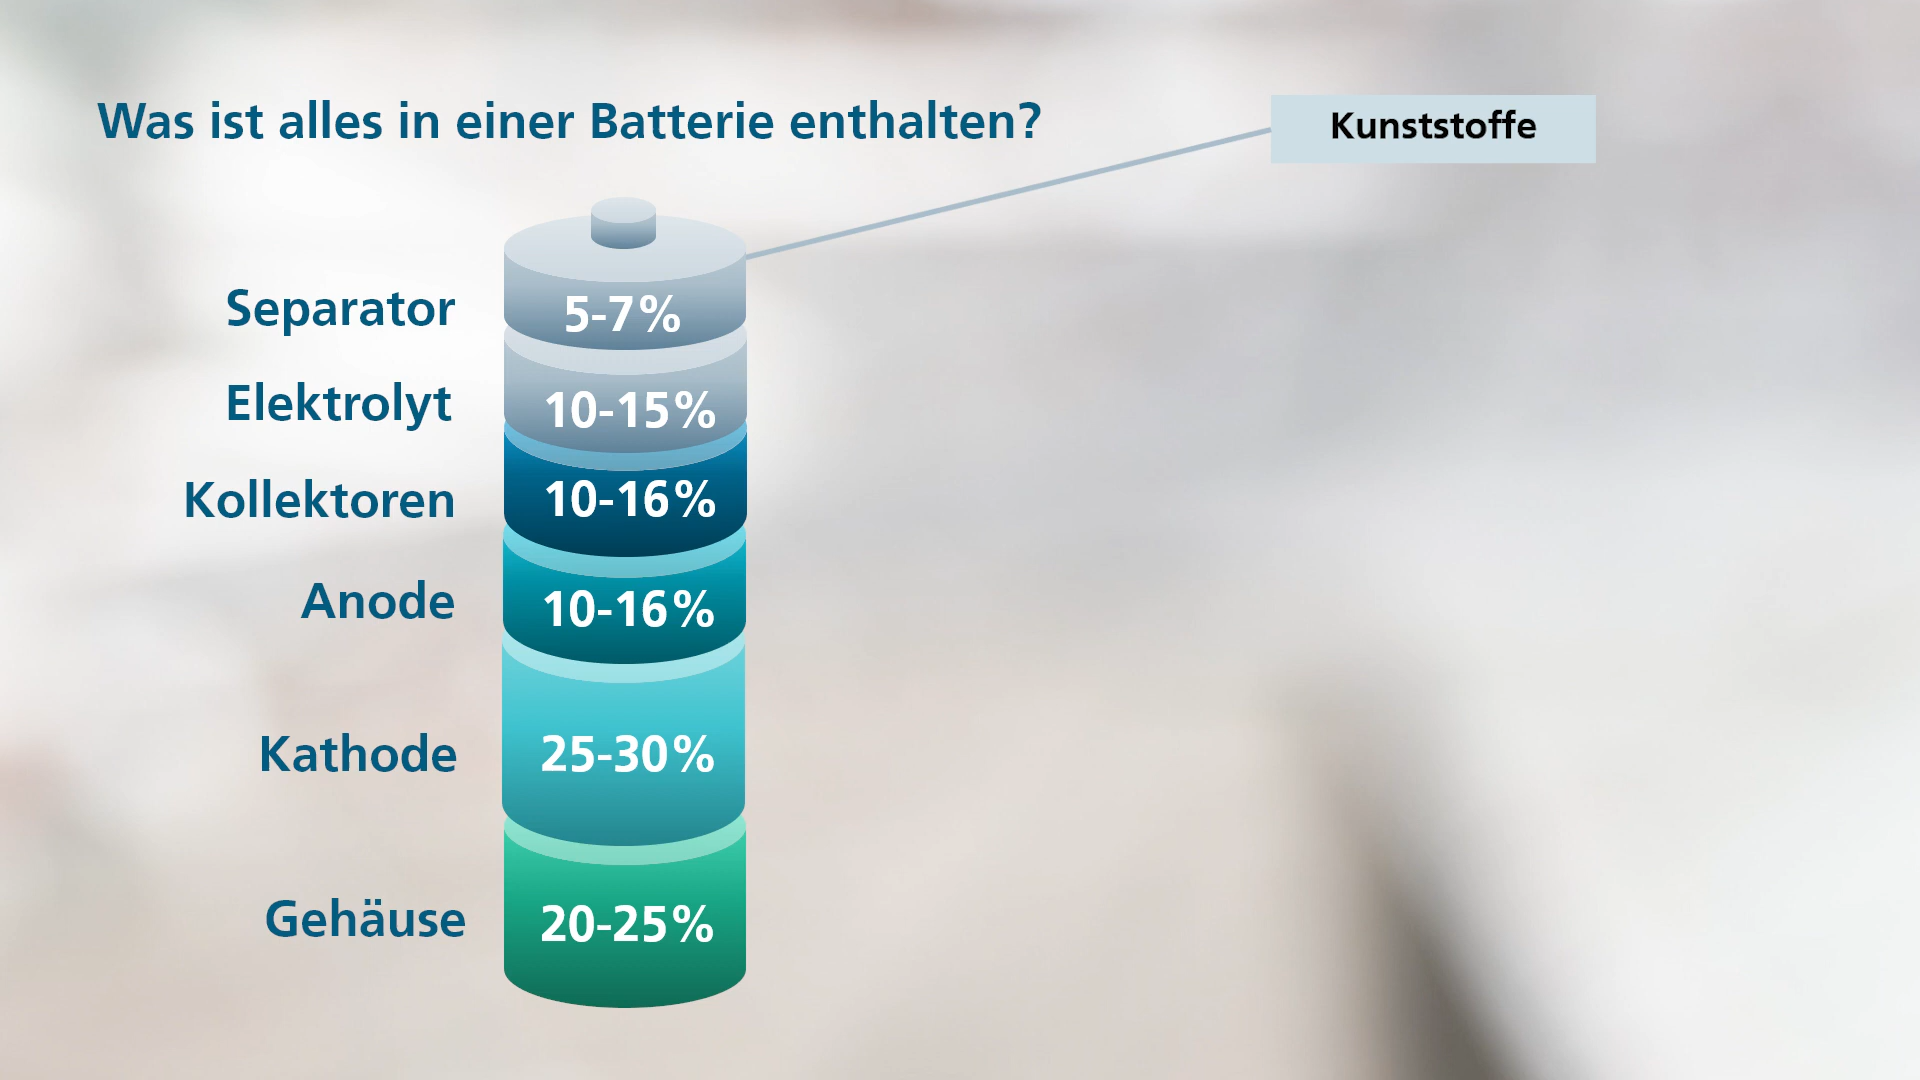 Was ist alles in einer Batterie enthalten?
Kunststoffe
Separator 5-7%
Elektrolyt 10-15%
Kollektoren 10-16%
Anode 10-16%
Kathode 25-30%
Gehäuse 20-25%